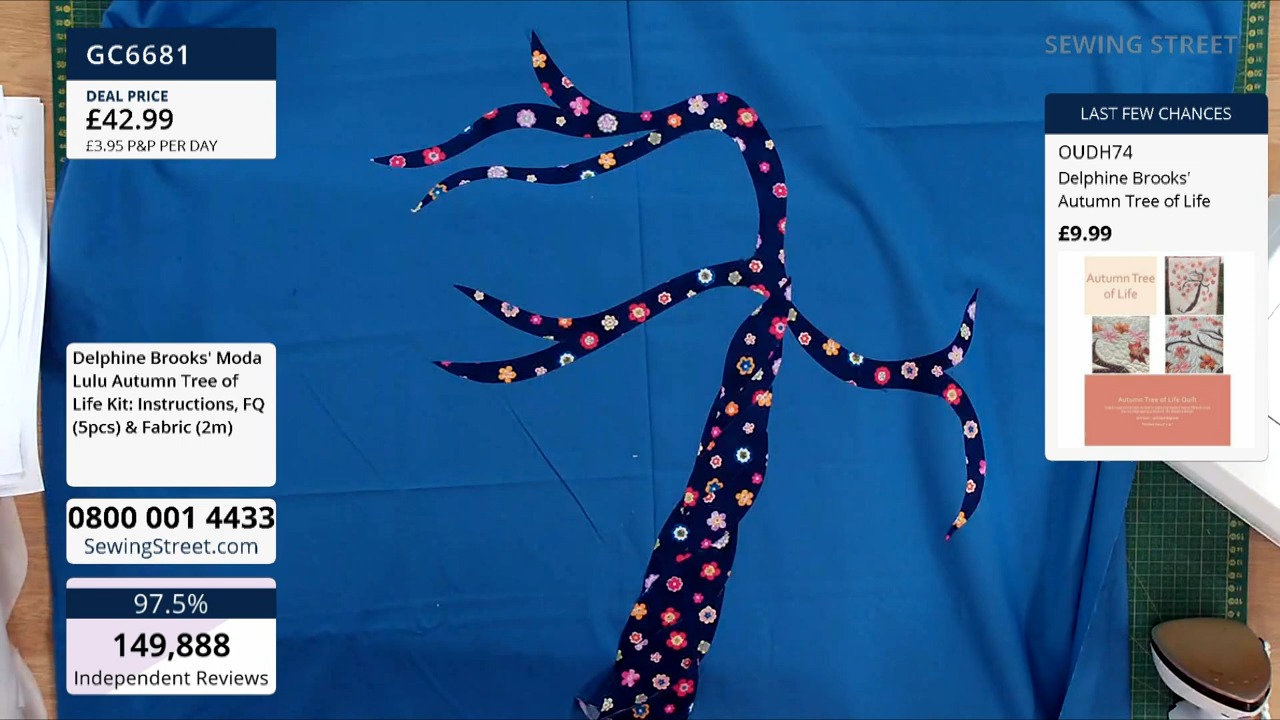 GC6681
DEAL PRICE
£42.99
£3.95 P&P PER DAY
Delphine Brooks' Moda
Lulu Autumn Tree of
Life Kit: Instructions, FQ
(5pcs) & Fabric (2m)
0800 001 4433
SewingStreet.com
97.5%
149,888
Independent Reviews
SEWING STREET
LAST FEW CHANCES
OUDH74
Delphine Brooks'
Autumn Tree of Life
£9.99
Autumn Tree
of Life
Autumn Tree of Life Quilt